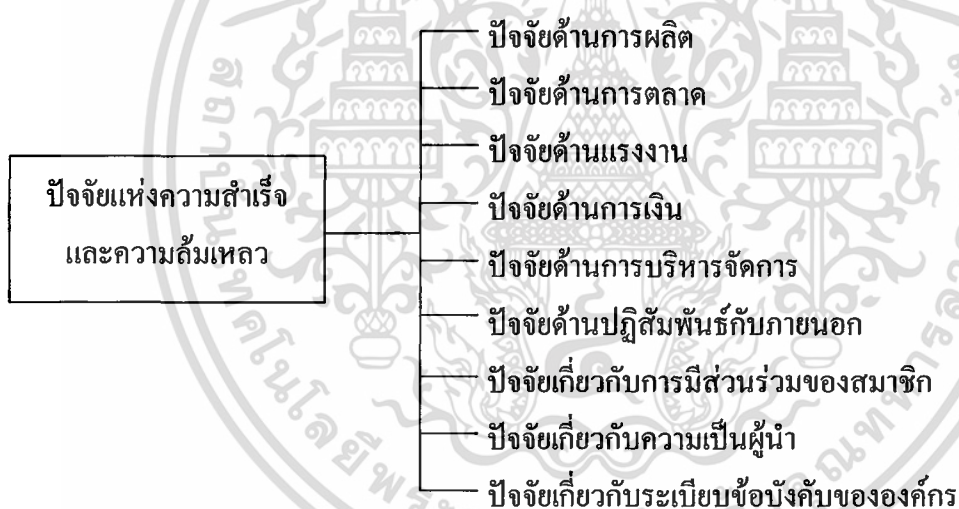 ปัจจัยแห่งความสำเร็จ
และความล้มเหลว
ปัจจัยด้านการผลิต
ปัจจัยด้านการตลาด
ปัจจัยด้านแรงงาน
ปัจจัยด้านการเงิน
ปัจจัยด้านการบริหารจัดการ
ปัจจัยด้านปฏิสัมพันธ์กับภายนอก
ปัจจัยเกี่ยวกับการมีส่วนร่วมของสมาชิก
ปัจจัยเกี่ยวกับความเป็นผู้นำ
ปัจจัยเกี่ยวกับระเบียบข้อบังคับขององค์กร